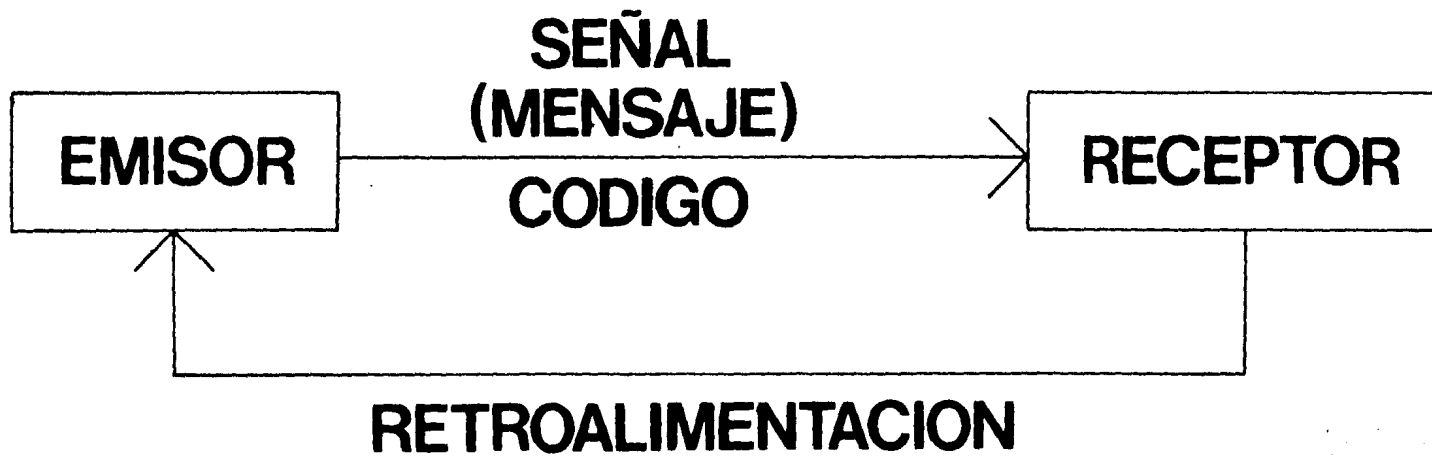 SEÑAL
(MENSAJE)
EMISOR
RECEPTOR
CODIGO
RETROALIMENTACION